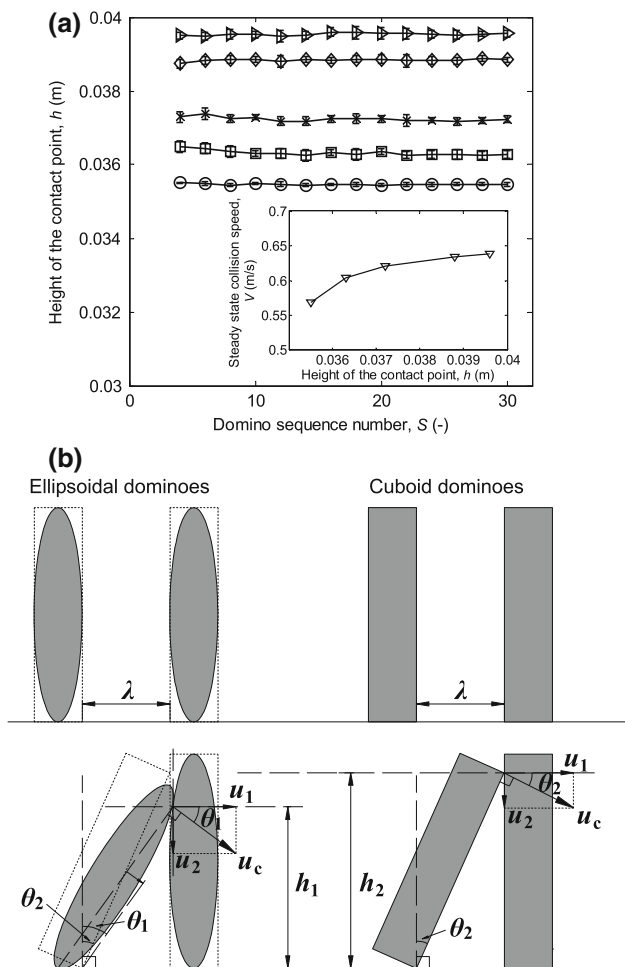 (a)
0.04
0.038
0.036
0.034
0.032
0.03
Height of the contact point, h (m)
0.7
0.65
0.6
0.55
0.5
Steady state collision speed,
V (m/s)
0.036 0.037 0.038 0.039 0.04
Height of the contact point, h (m)
0 10 20 30
Domino sequence number, S (-)
(b)
Ellipsoidal dominoes Cuboid dominoes
λ λ
u1 u1
θ1 θ2
u2 uc u2 uc
h1 h2
θ2 θ1 θ2